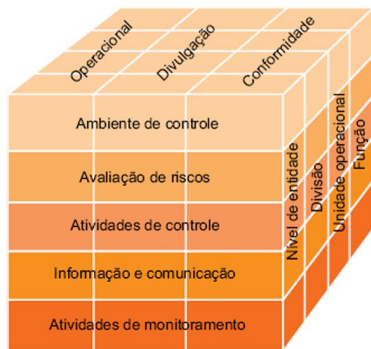 Operacional
Divulgação
Conformidade
Ambiente de controle
Avaliação de riscos
Atividades de controle
Informação e comunicação
Atividades de monitoramento
Nível de entidade
Divisão
Unidade operacional
Função